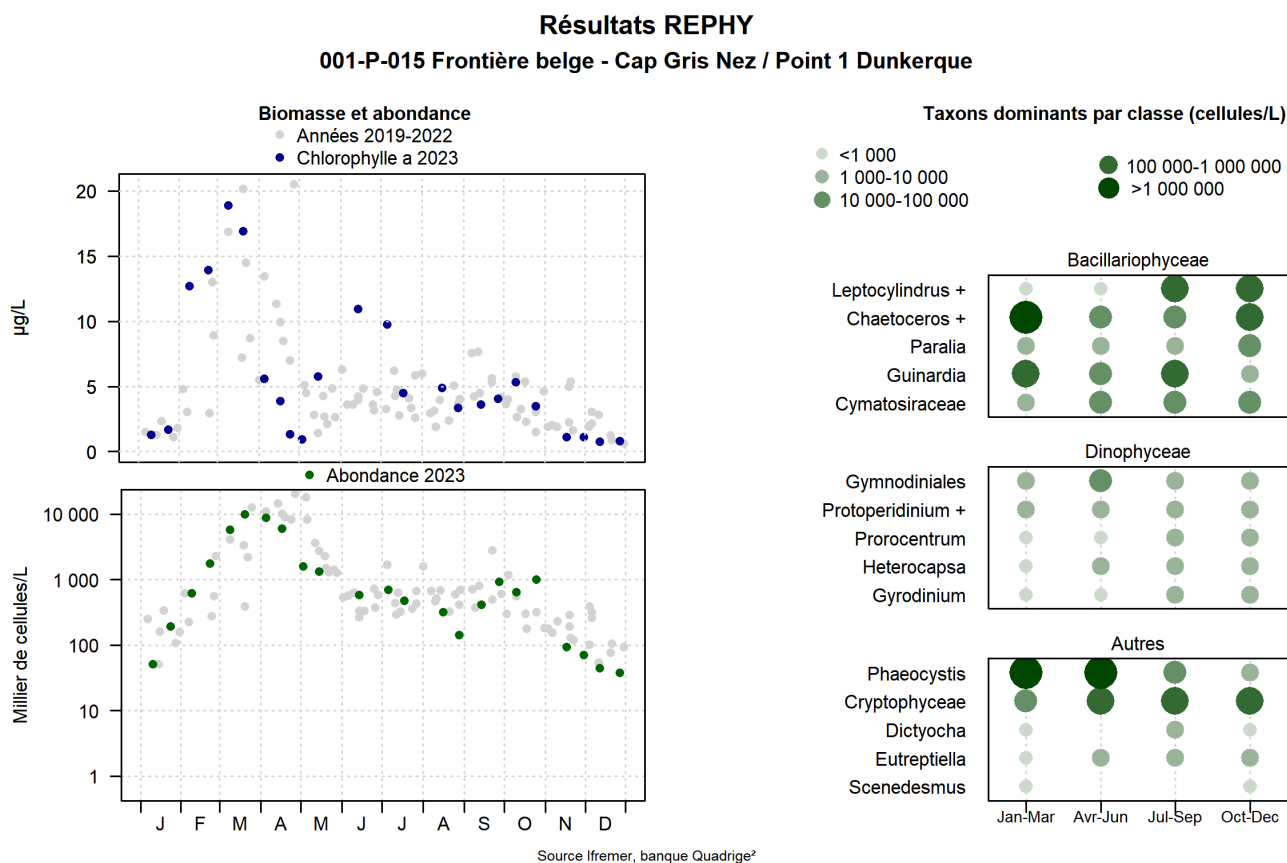 Résultats REPHY
001-P-015 Frontière belge - Cap Gris Nez / Point 1 Dunkerque
Biomasse et abondance
Années 2019-2022
Chlorophylle a 2023
20
15
10
5
0
µg/L
Abondance 2023
10 000
1 000
100
10
1
Millier de cellules/L
J F M A M J J A S O N D
Taxons dominants par classe (cellules/L)
<1 000
1 000-10 000
10 000-100 000
100 000-1 000 000
>1 000 000
Bacillariophyceae
Leptocylindrus +
Chaetoceros +
Paralia
Guinardia
Cymatosiraceae
Dinophyceae
Gymnodiniales
Protoperidinium +
Prorocentrum
Heterocapsa
Gyrodinium
Autres
Phaeocystis
Cryptophyceae
Dictyocha
Eutreptiella
Scenedesmus
Jan-Mar Avr-Jun Jul-Sep Oct-Dec
Source Ifremer, banque Quadrige²